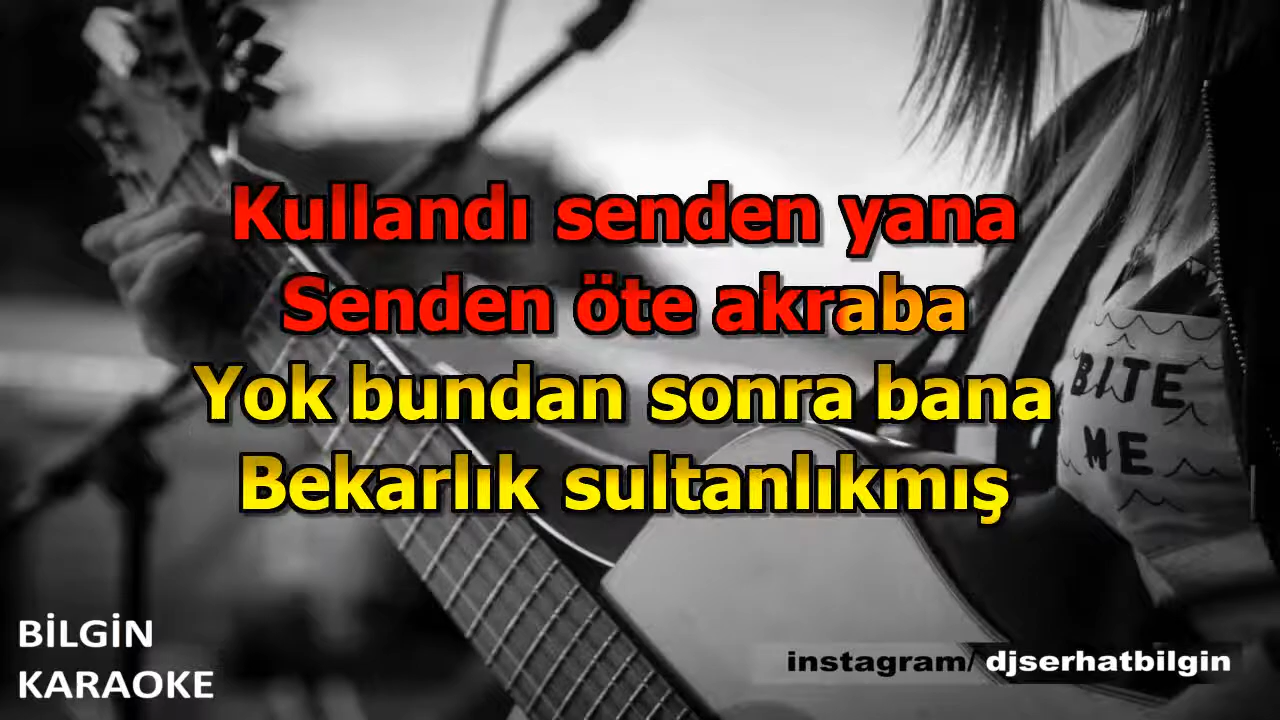 Kullandı senden yana
Senden öte akraba
Yok bundan sonra bana
Bekarlık sultanlıkmış
BITE
ME
BİLGİN
KARAOKE
instagram/ djserhatbilgin